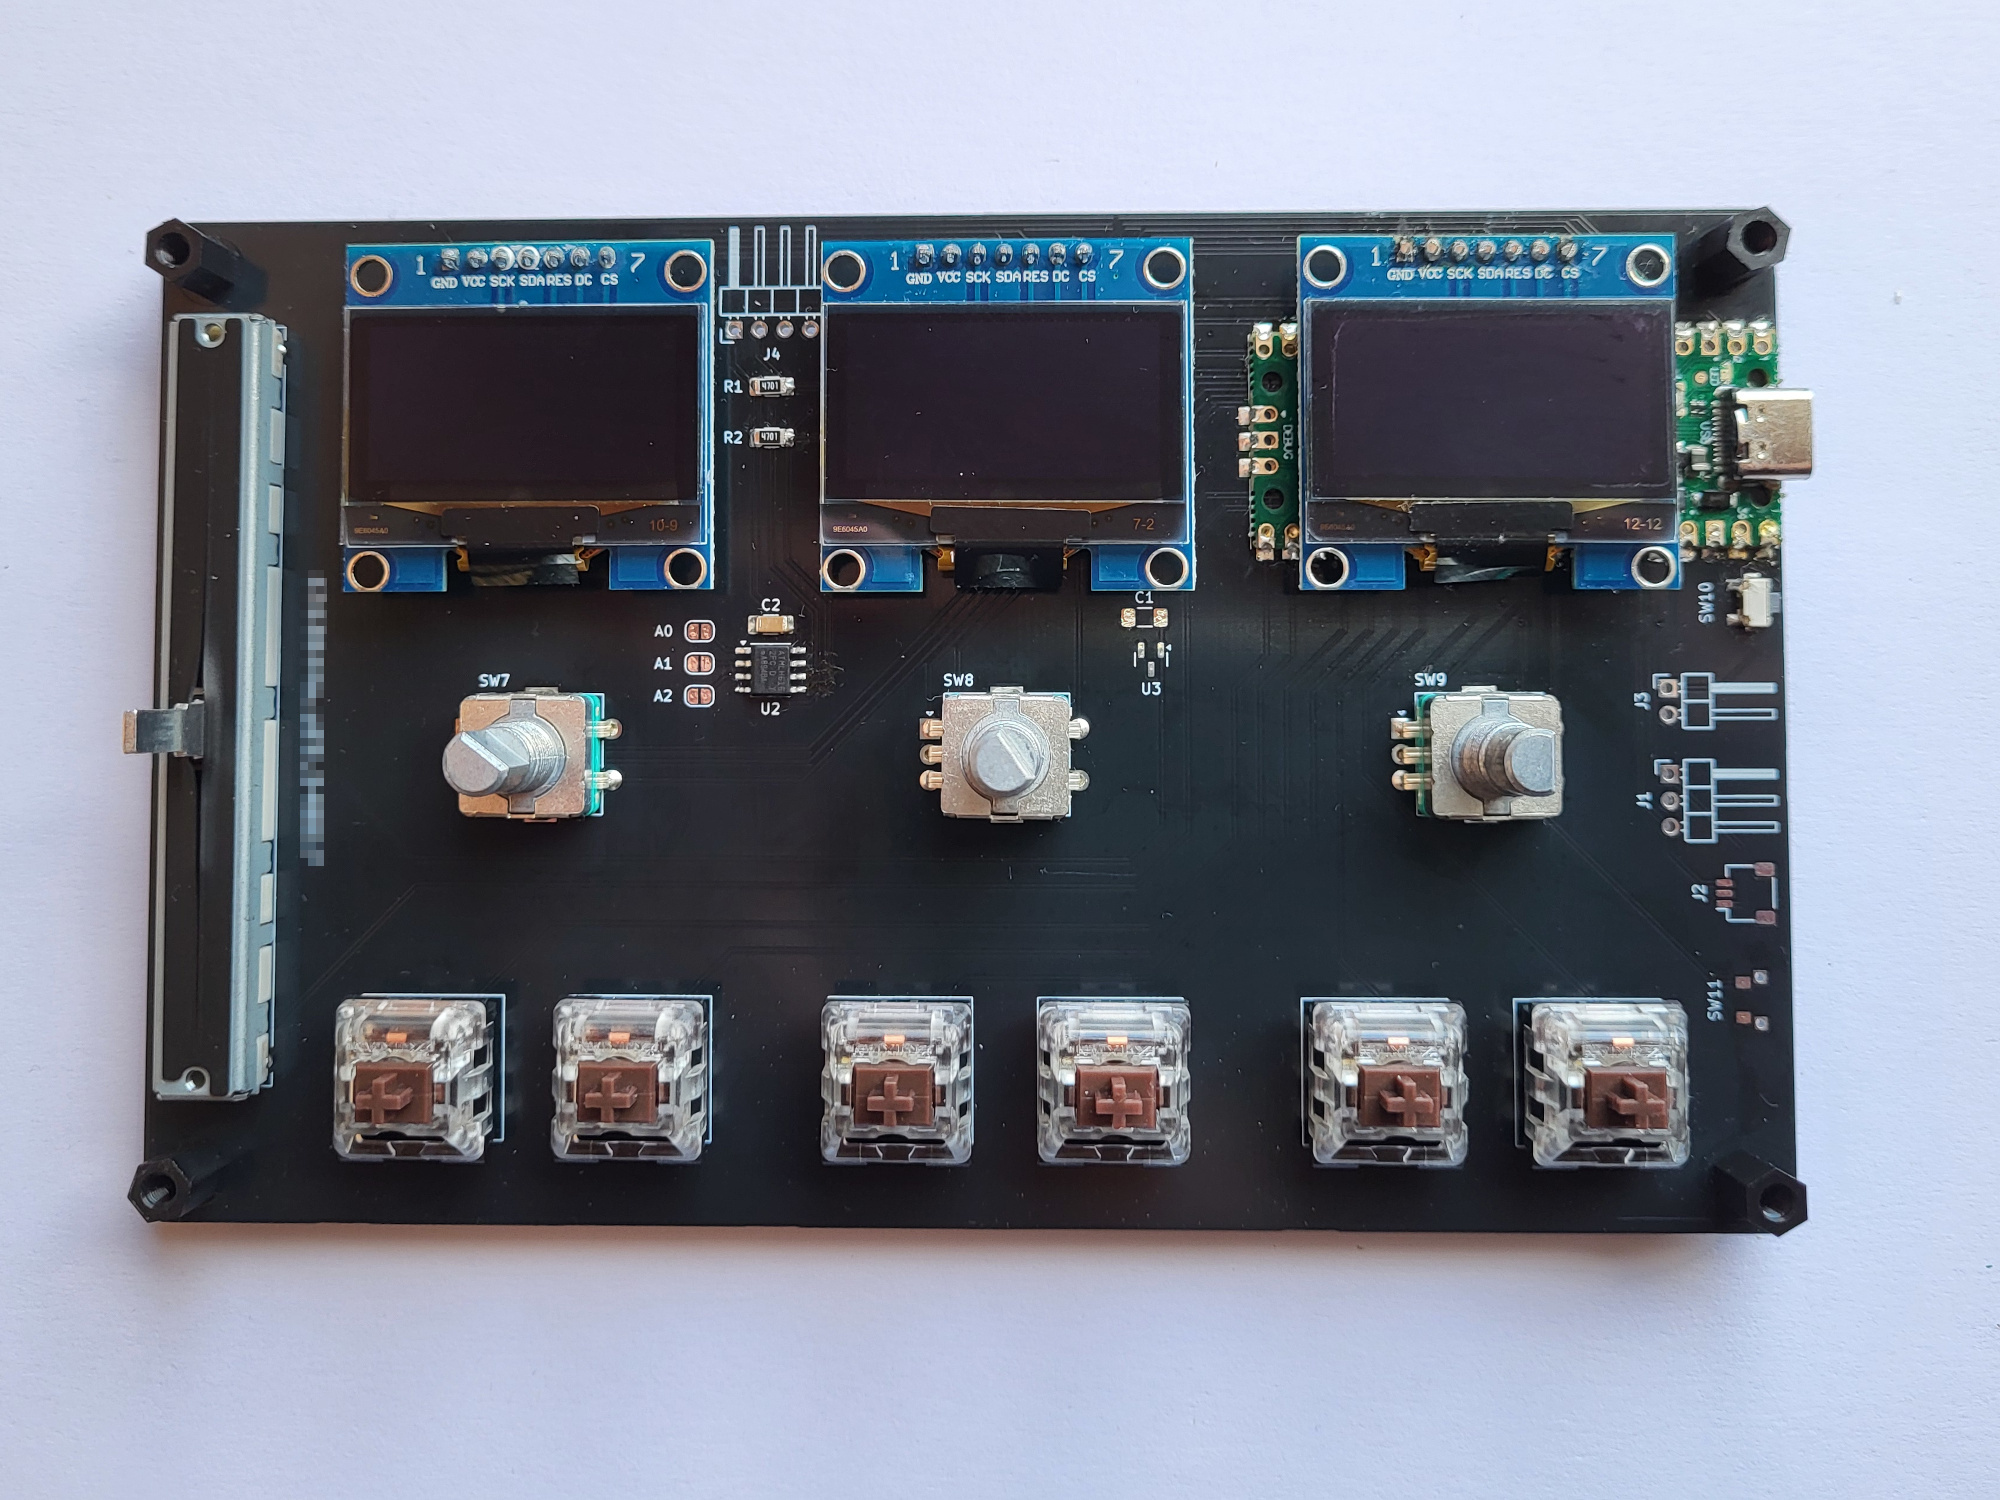 1 7
GND VCC SCK SDA RES DC CS
10-9
J4
R1 4701
R2 4701
1 7
GND VCC SCK SDA RES DC CS
9E6045A0 7-2
1 7
GND VCC SCK SDA RES DC CS
12-12
DEBUG
USB
SW10
C2
A0
A1
A2
U2
C1
U3
SW7
SW8
SW9
J3
J1
J2
SW11